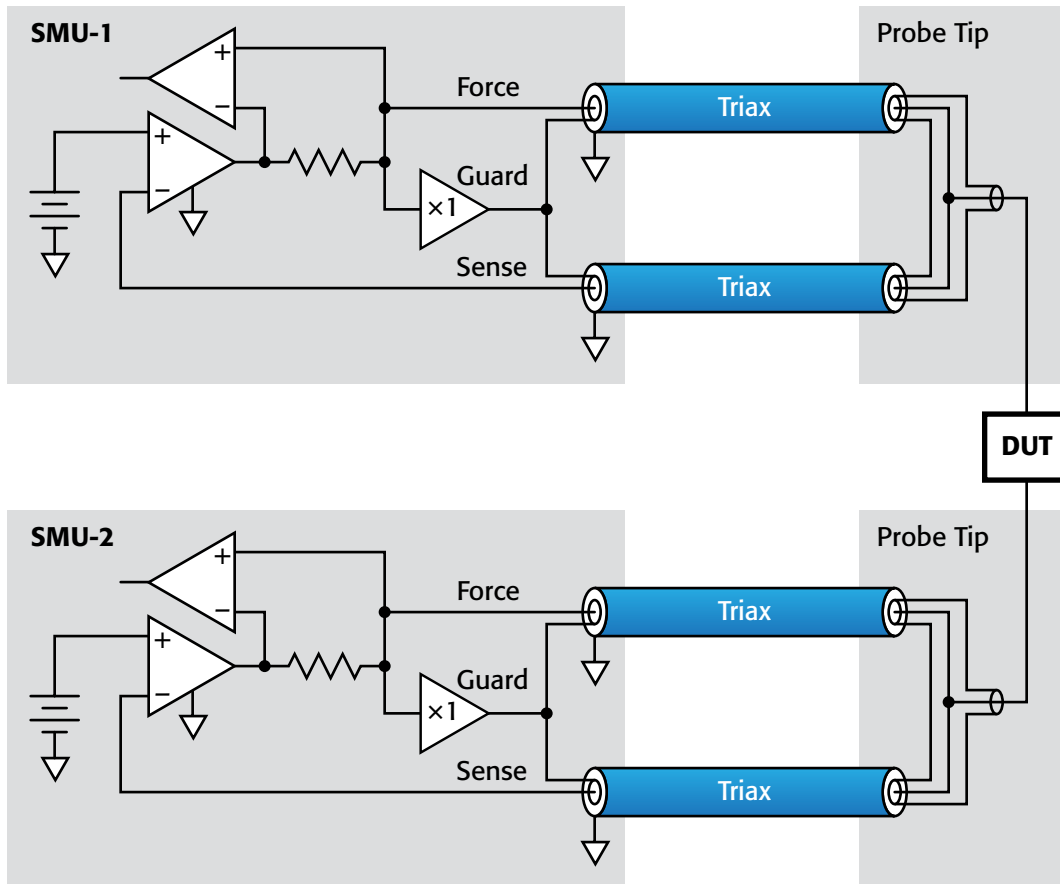 SMU-1
Probe Tip
+
−
Force
Triax
+
−
Guard
×1
Sense
Triax
DUT
SMU-2
Probe Tip
+
−
Force
Triax
+
−
Guard
×1
Sense
Triax